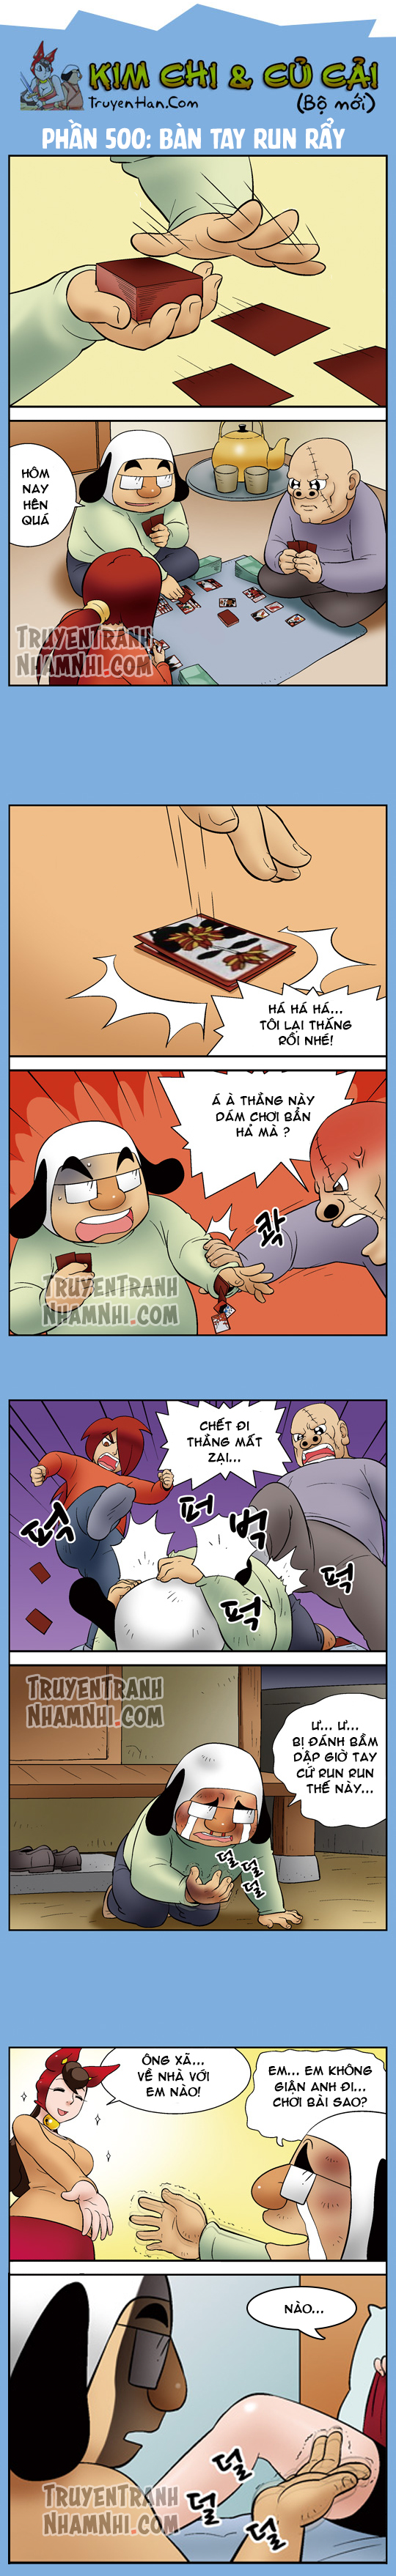 KIM CHI & CỦ CẢI
TruyenHan.Com
(Bộ mới)
PHẦN 500: BÀN TAY RUN RẨY
HÔM
NAY
HÊN
QUÁ
TRUYENTRANH
NHAMNHI.COM
HÁ HÁ HÁ...
TÔI LẠI THẮNG
RỒI NHÉ!
Á À THẰNG NÀY
DÁM CHƠI BẨN
HẢ MÀ ?
콱
TRUYENTRANH
NHAMNHI.COM
CHẾT ĐI
THẰNG MẤT
ZẠI...
퍽
퍼
벅
퍽
퍽
TRUYENTRANH
NHAMNHI.COM
Ư... Ư...
BỊ ĐÁNH BẦM
DẬP GIỜ TAY
CỨ RUN RUN
THẾ NÀY...
덜
덜
덜
ÔNG XÃ...
VỀ NHÀ VỚI
EM NÀO!
EM... EM KHÔNG
GIẬN ANH ĐI...
CHƠI BÀI SAO?
NÀO...
덜
덜
덜
TRUYENTRANH
NHAMNHI.COM